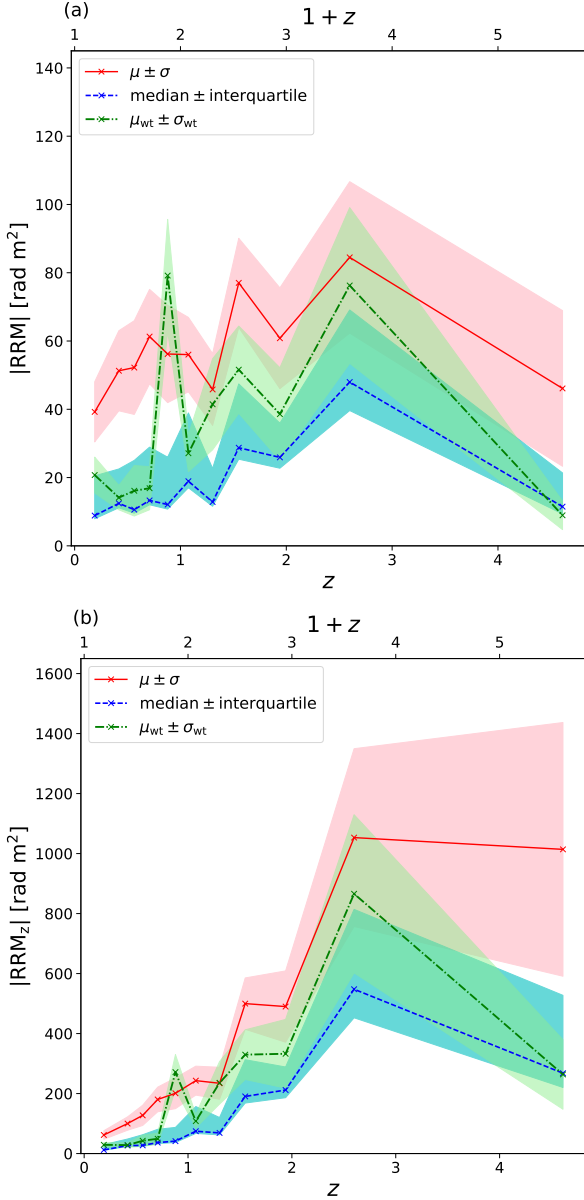 (a)
1 + z
1 2 3 4 5
140
120
100
80
60
40
20
0
|RRM| [rad m²]
μ ± σ
median ± interquartile
μwt ± σwt
0 1 2 3 4
z
(b)
1 + z
1 2 3 4 5
1600
1400
1200
1000
800
600
400
200
0
|RRMz| [rad m²]
μ ± σ
median ± interquartile
μwt ± σwt
0 1 2 3 4
z